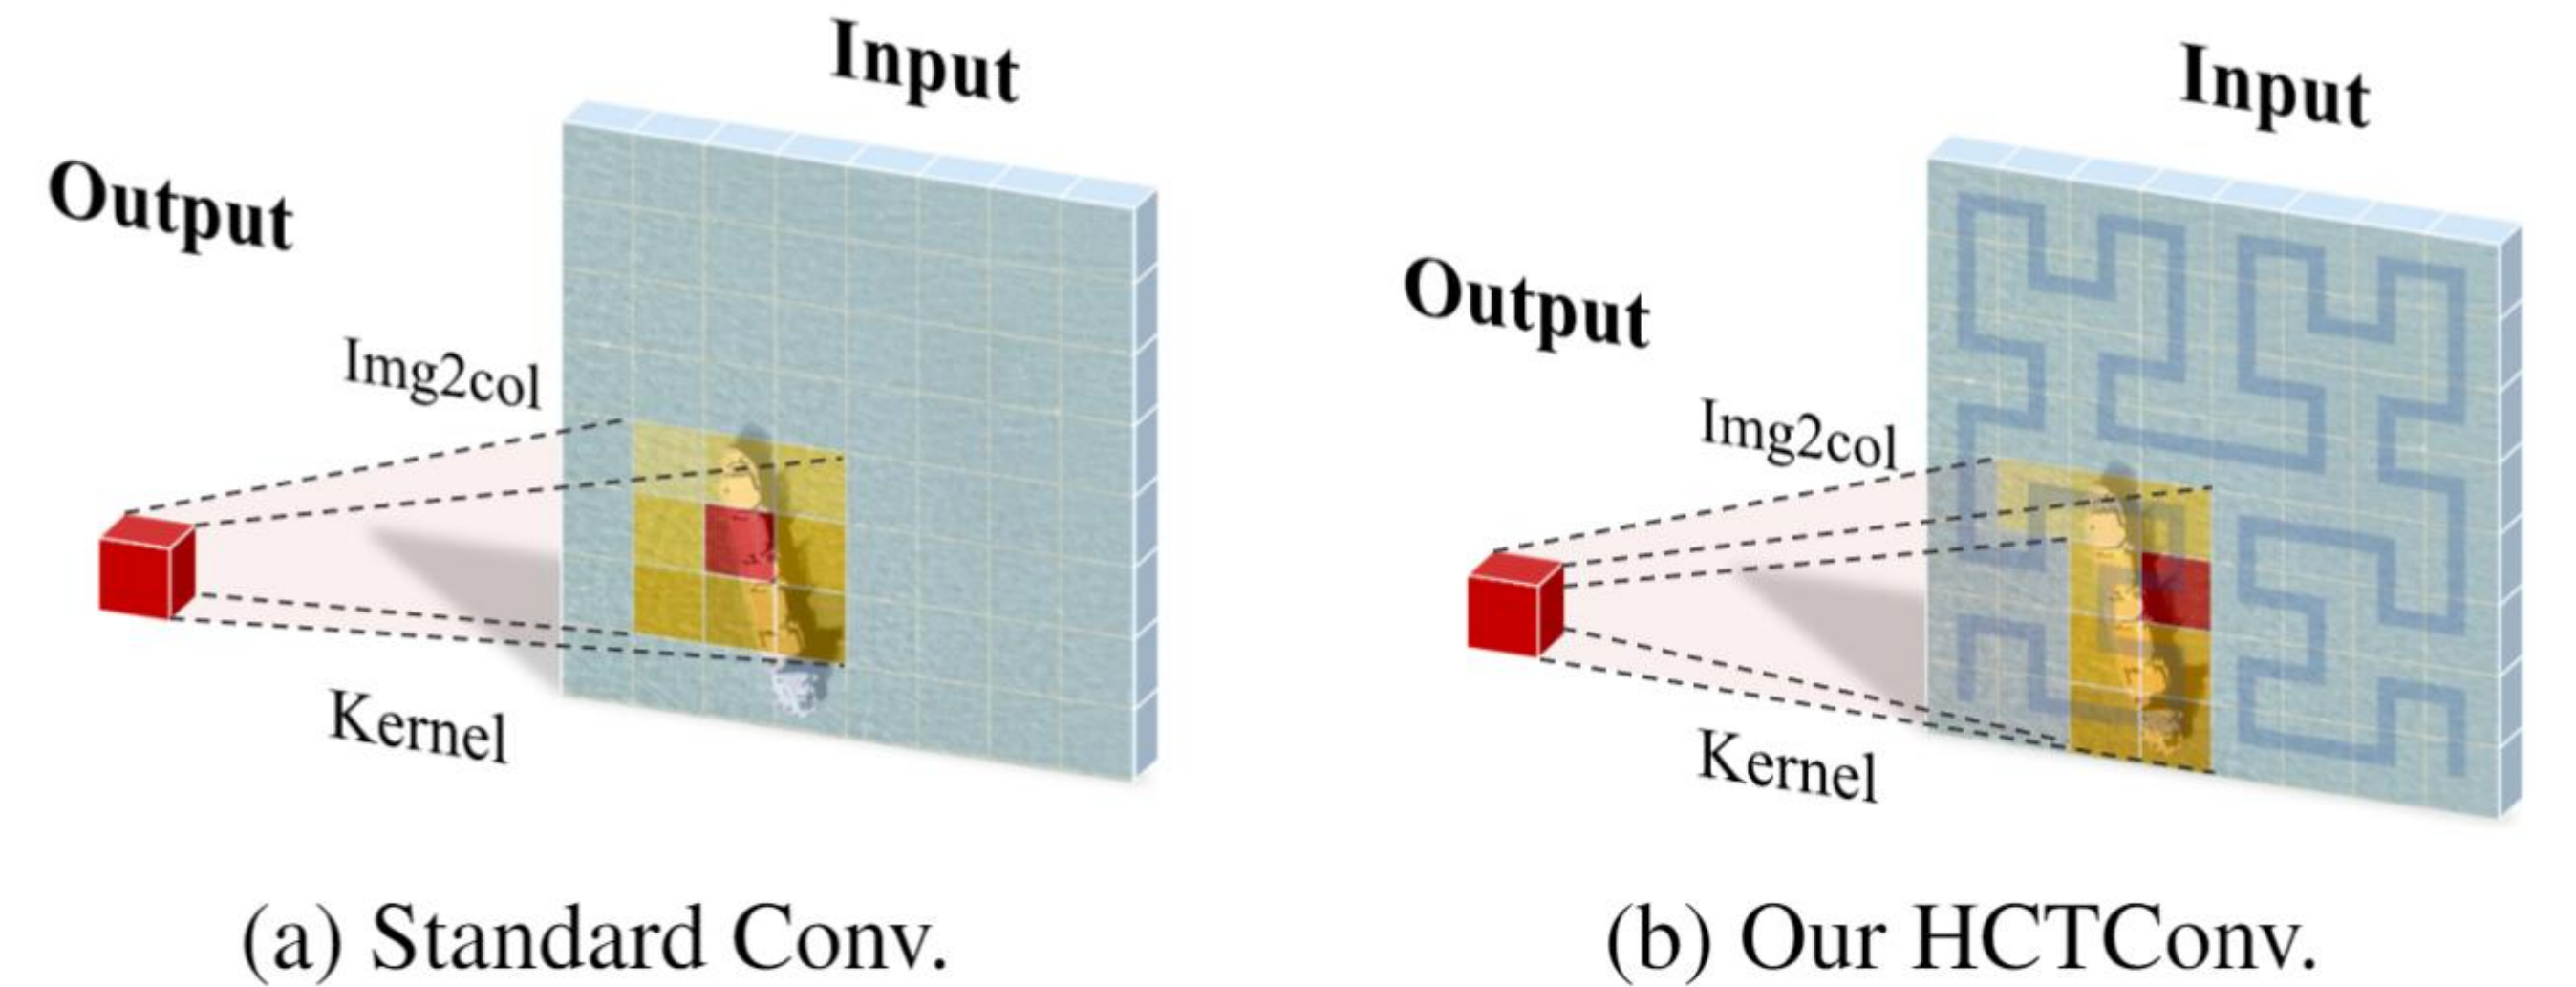 Input
Output
Img2col
Kernel
(a) Standard Conv.
Input
Output
Img2col
Kernel
(b) Our HCTConv.